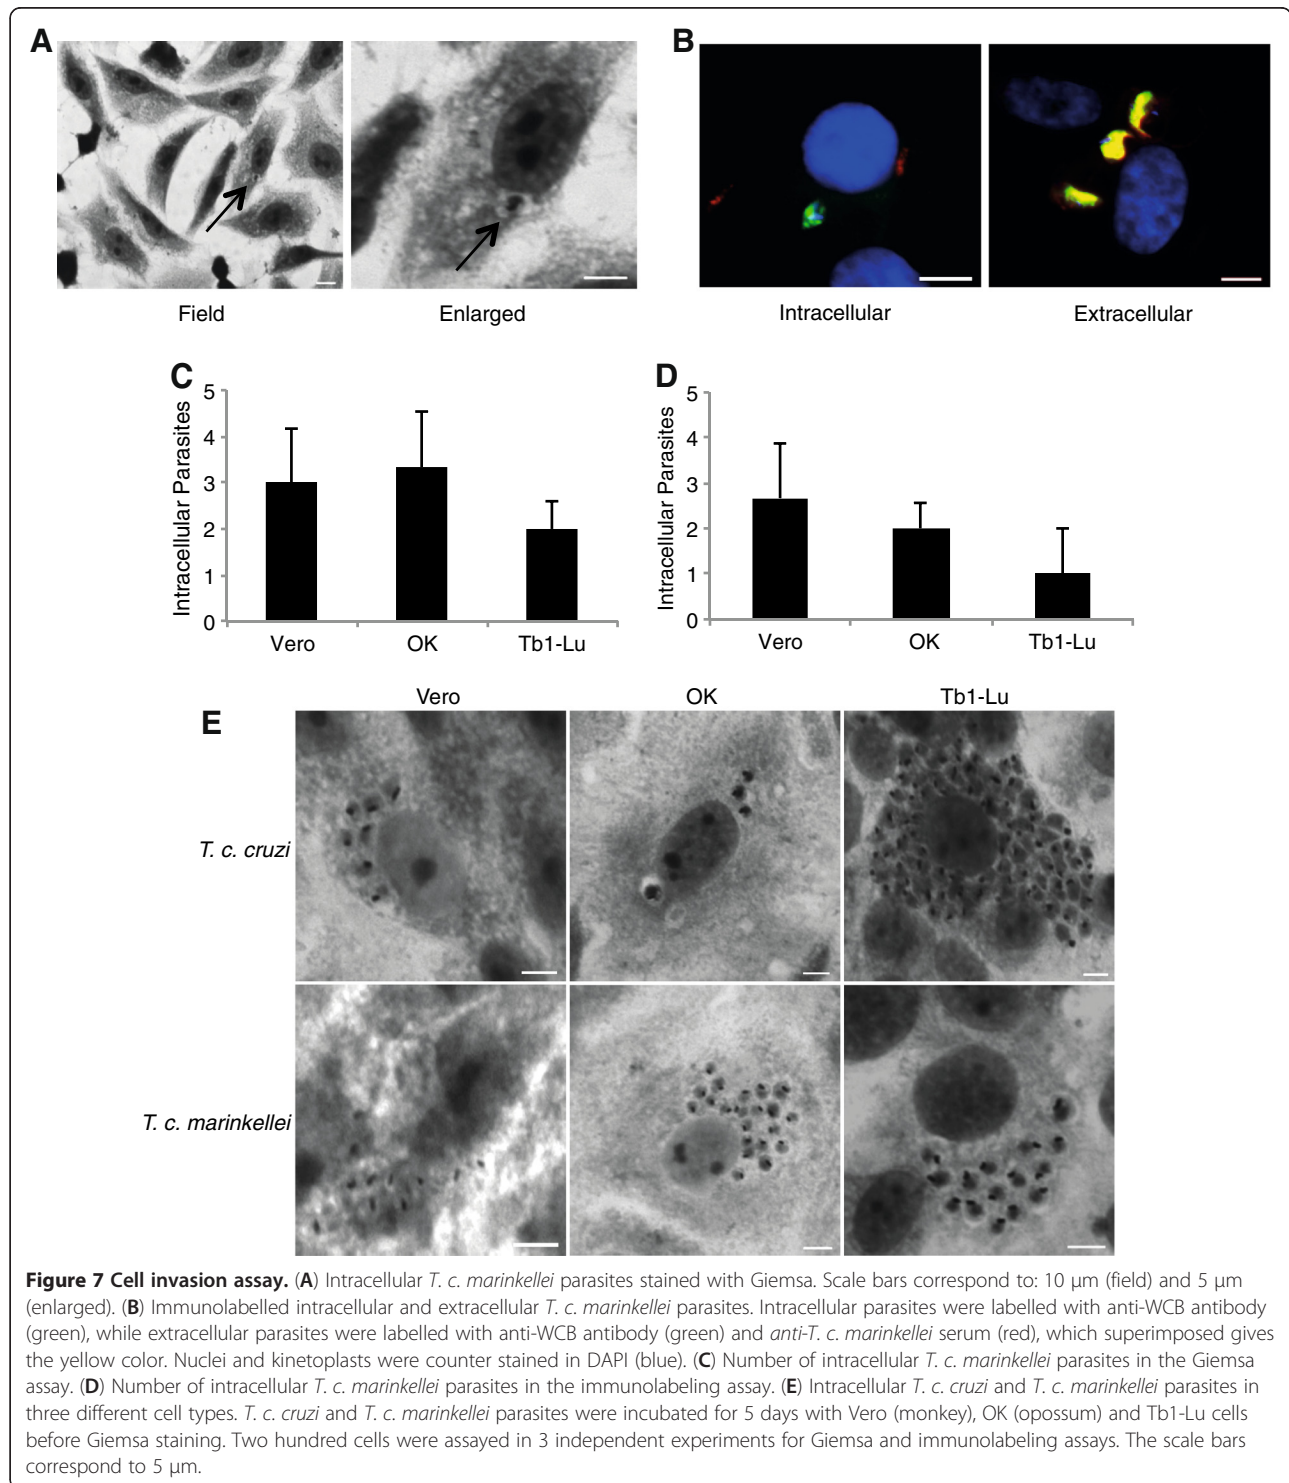 A
B
Field
Enlarged
Intracellular
Extracellular
C
Intracellular Parasites
5
4
3
2
1
0
Vero
OK
Tb1-Lu
D
Intracellular Parasites
5
4
3
2
1
0
Vero
OK
Tb1-Lu
E
Vero
OK
Tb1-Lu
T. c. cruzi
T. c. marinkellei
Figure 7 Cell invasion assay. (A) Intracellular T. c. marinkellei parasites stained with Giemsa. Scale bars correspond to: 10 μm (field) and 5 μm
(enlarged). (B) Immunolabelled intracellular and extracellular T. c. marinkellei parasites. Intracellular parasites were labelled with anti-WCB antibody
(green), while extracellular parasites were labelled with anti-WCB antibody (green) and anti-T. c. marinkellei serum (red), which superimposed gives
the yellow color. Nuclei and kinetoplasts were counter stained in DAPI (blue). (C) Number of intracellular T. c. marinkellei parasites in the Giemsa
assay. (D) Number of intracellular T. c. marinkellei parasites in the immunolabeling assay. (E) Intracellular T. c. cruzi and T. c. marinkellei parasites in
three different cell types. T. c. cruzi and T. c. marinkellei parasites were incubated for 5 days with Vero (monkey), OK (opossum) and Tb1-Lu cells
before Giemsa staining. Two hundred cells were assayed in 3 independent experiments for Giemsa and immunolabeling assays. The scale bars
correspond to 5 μm.